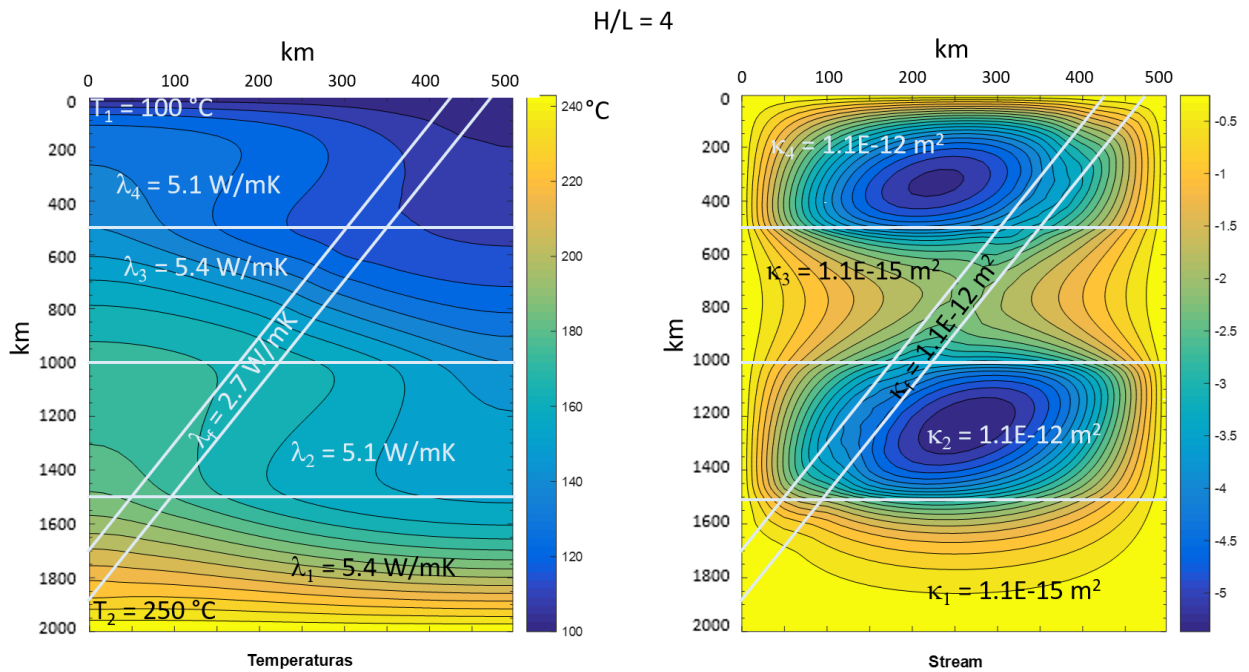 H/L = 4
km
0 100 200 300 400 500
km
0
200
400
600
800
1000
1200
1400
1600
1800
2000
T₁ = 100 °C
λ₄ = 5.1 W/mK
λ₃ = 5.4 W/mK
λf = 2.7 W/mK
λ₂ = 5.1 W/mK
λ₁ = 5.4 W/mK
T₂ = 250 °C
Temperaturas
240 °C
220
200
180
160
140
120
100
km
0 100 200 300 400 500
km
0
200
400
600
800
1000
1200
1400
1600
1800
2000
κ₄ = 1.1E-12 m²
κ₃ = 1.1E-15 m²
κf = 1.1E-12 m²
κ₂ = 1.1E-12 m²
κ₁ = 1.1E-15 m²
Stream
-0.5
-1
-1.5
-2
-2.5
-3
-3.5
-4
-4.5
-5